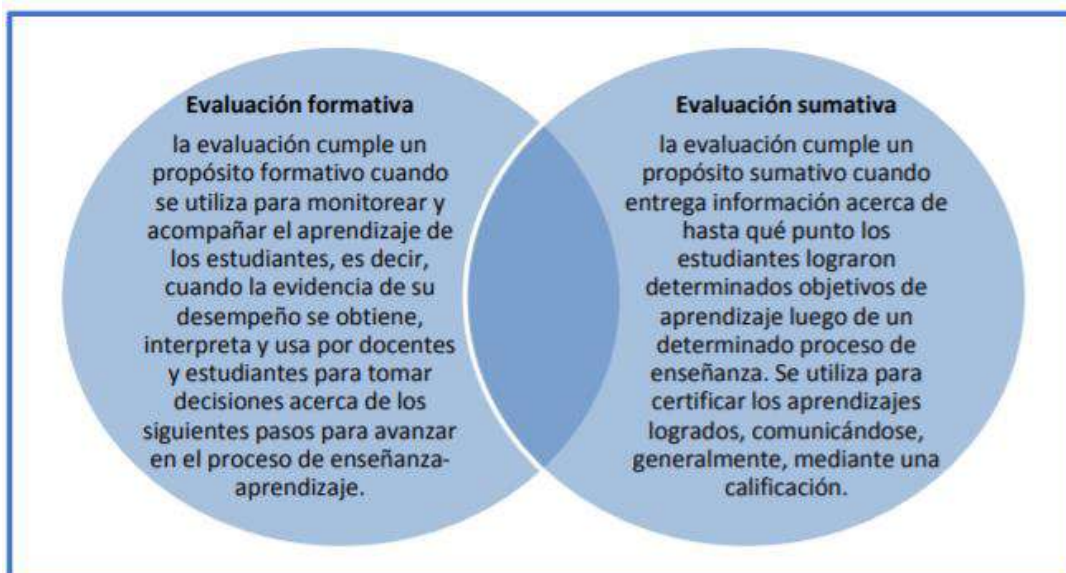 Evaluación formativa
la evaluación cumple un
propósito formativo cuando
se utiliza para monitorear y
acompañar el aprendizaje de
los estudiantes, es decir,
cuando la evidencia de su
desempeño se obtiene,
interpreta y usa por docentes
y estudiantes para tomar
decisiones acerca de los
siguientes pasos para avanzar
en el proceso de enseñanza-
aprendizaje.
Evaluación sumativa
la evaluación cumple un
propósito sumativo cuando
entrega información acerca de
hasta qué punto los
estudiantes lograron
determinados objetivos de
aprendizaje luego de un
determinado proceso de
enseñanza. Se utiliza para
certificar los aprendizajes
logrados, comunicándose,
generalmente, mediante una
calificación.